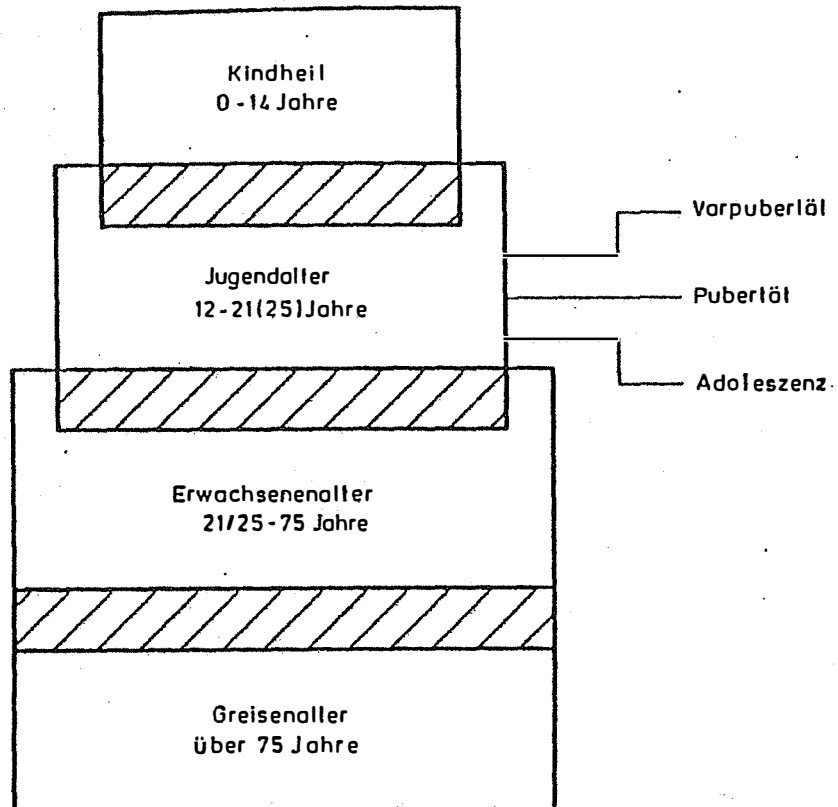 Kindheit
0-14 Jahre
Vorpubertät
Jugendalter
12-21(25)Jahre
Pubertät
Adoleszenz
Erwachsenenalter
21/25-75 Jahre
Greisenalter
über 75 Jahre